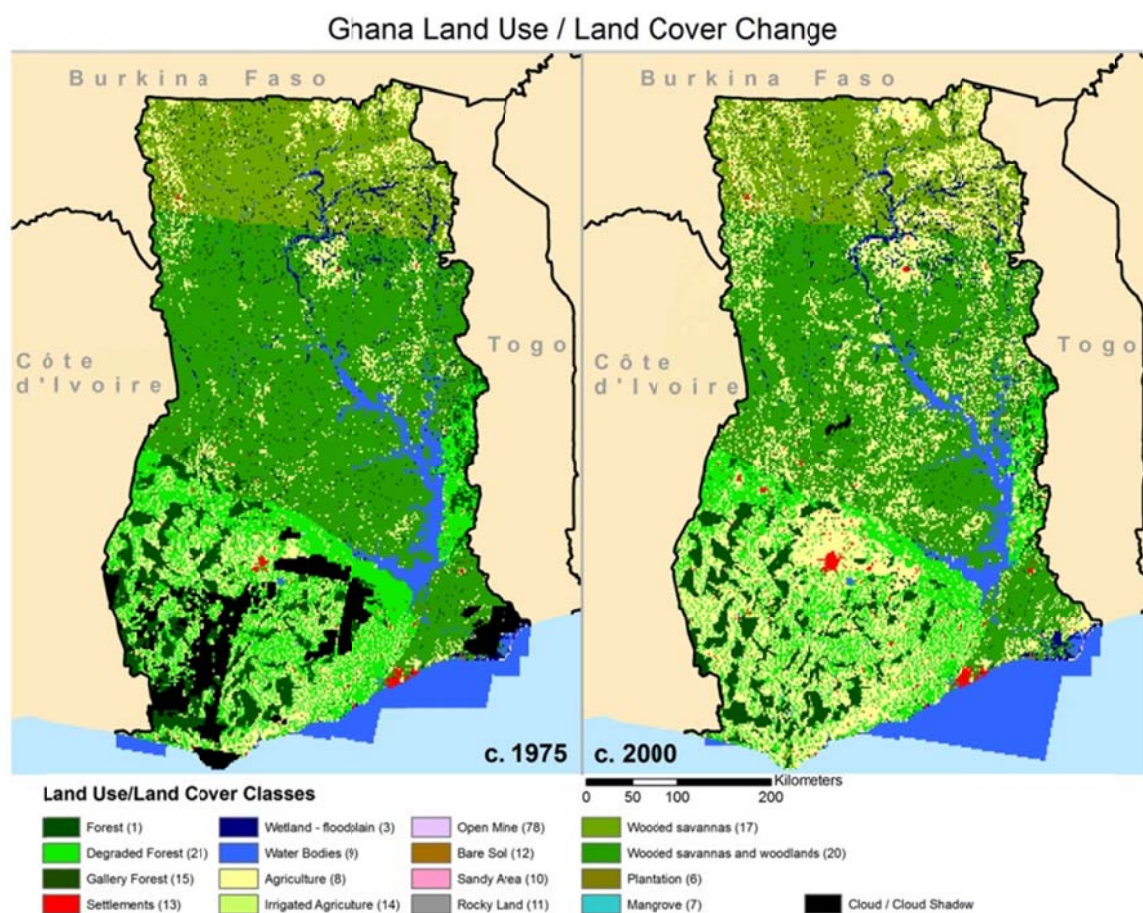 Ghana Land Use / Land Cover Change
Burkina Faso
Burkina Faso
Côte
d'Ivoire
Togo
Côte
d'Ivoire
Togo
c. 1975
c. 2000
Kilometers
0 50 100 200
Land Use/Land Cover Classes
Forest (1)
Degraded Forest (21)
Gallery Forest (15)
Settlements (13)
Wetland - floodplain (3)
Water Bodies (9)
Agriculture (8)
Irrigated Agriculture (14)
Open Mine (78)
Bare Soil (12)
Sandy Area (10)
Rocky Land (11)
Wooded savannas (17)
Wooded savannas and woodlands (20)
Plantation (6)
Mangrove (7)
Cloud / Cloud Shadow